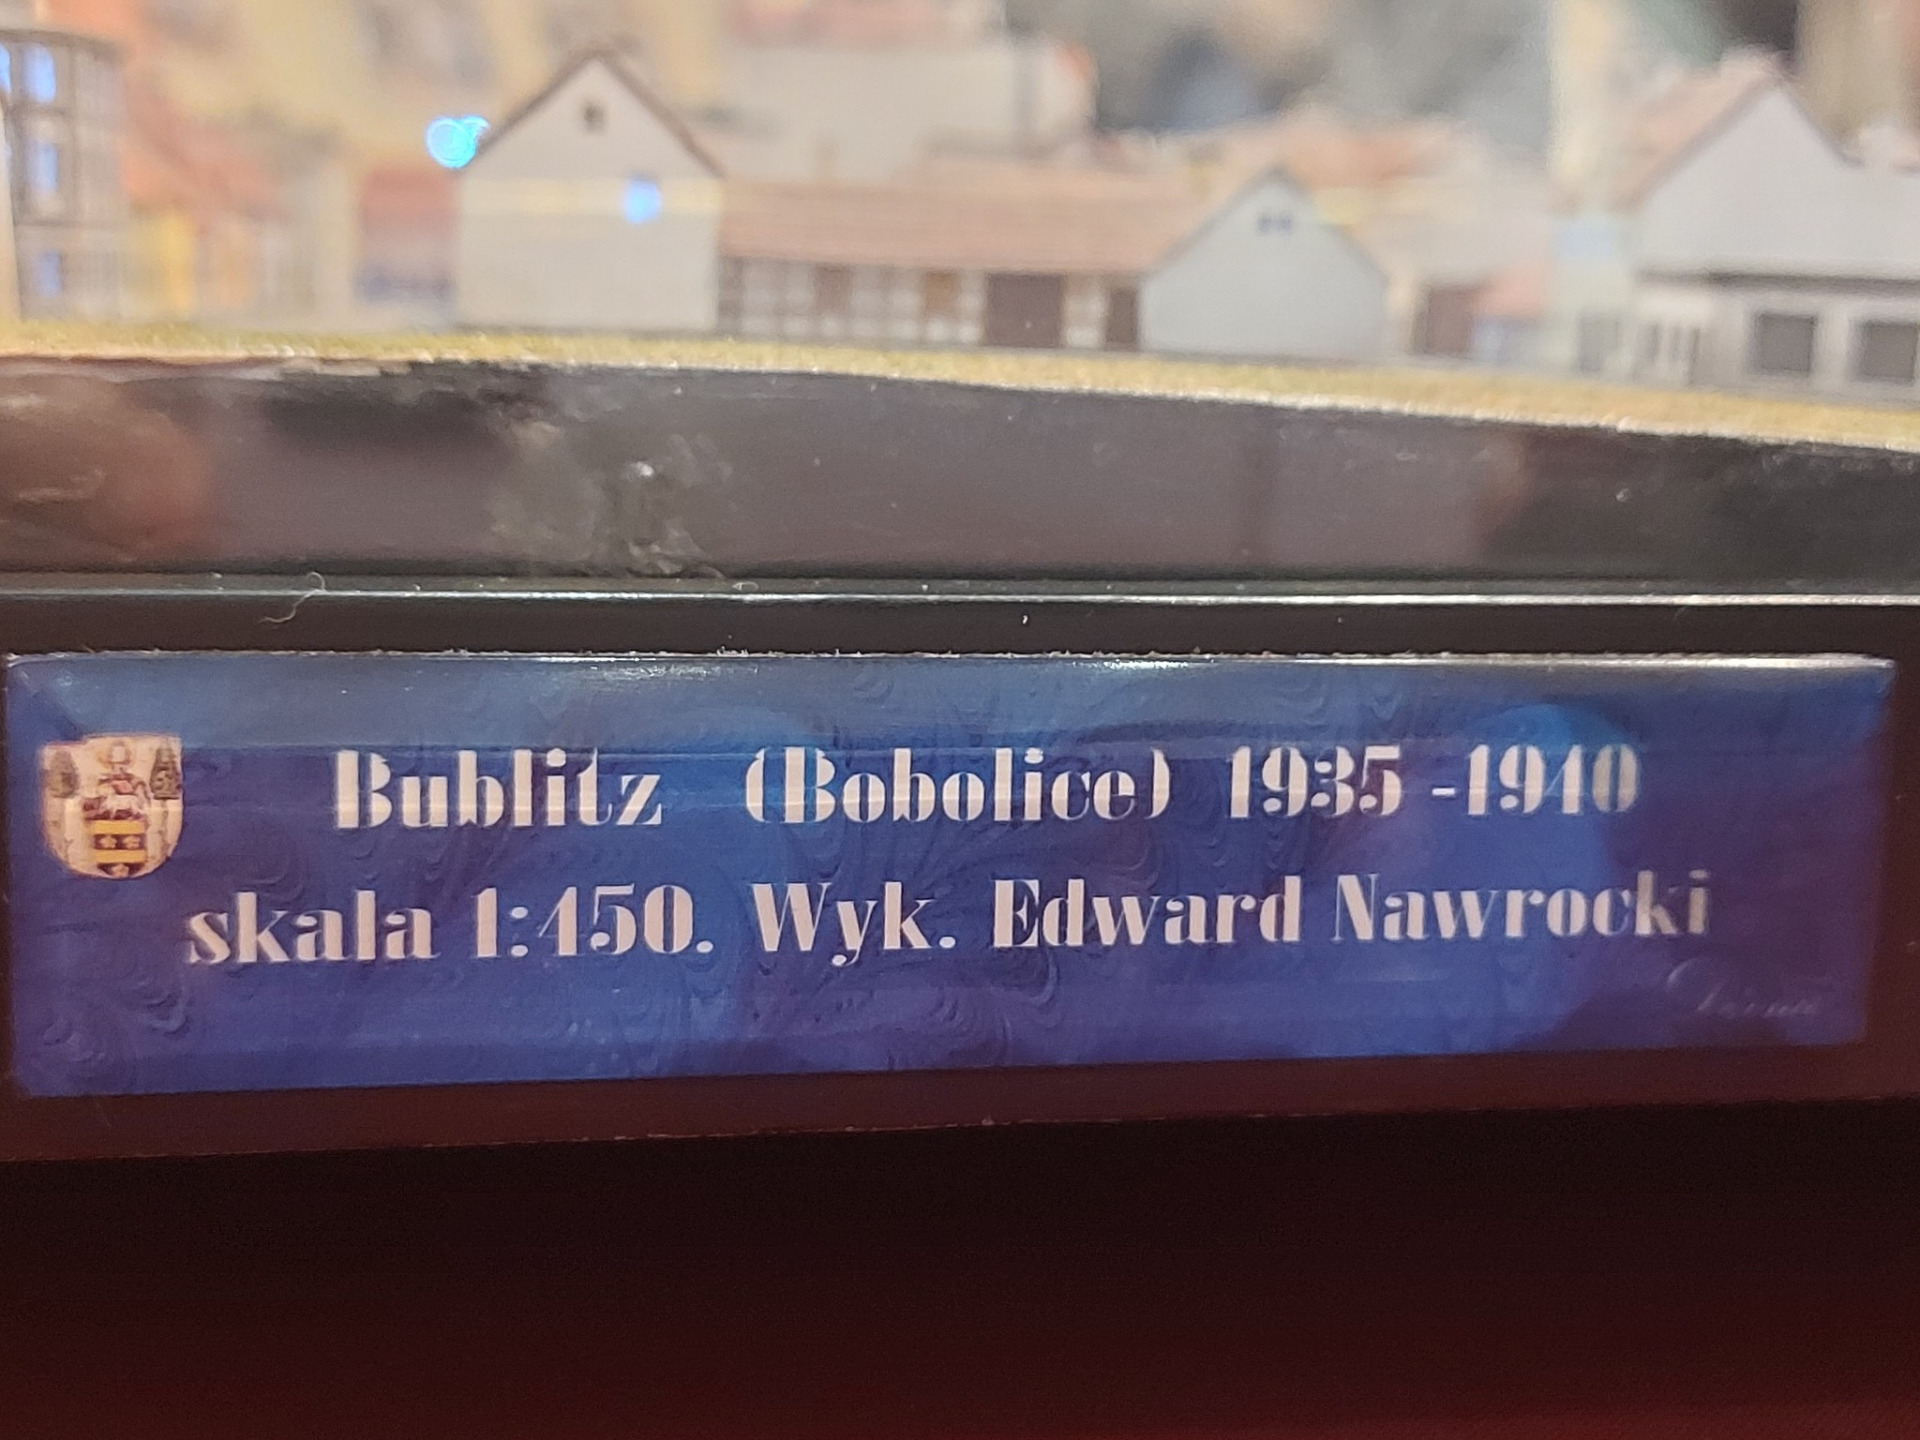 Bublitz (Bobolice) 1935 -1940
skala 1:450. Wyk. Edward Nawrocki